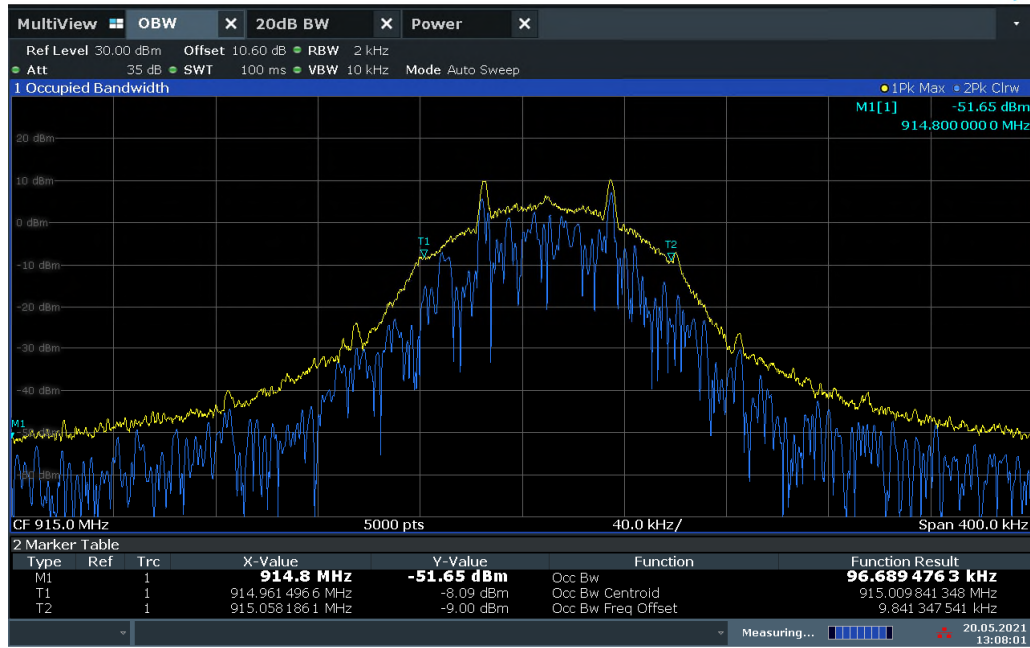 MultiView OBW X 20dB BW X Power X
Ref Level 30.00 dBm Offset 10.60 dB RBW 2 kHz
Att 35 dB SWT 100 ms VBW 10 kHz Mode Auto Sweep
1 Occupied Bandwidth 1Pk Max 2Pk Clrw
M1[1] -51.65 dBm
914.800 000 0 MHz
20 dBm
10 dBm
0 dBm
T1 T2
-10 dBm
-20 dBm
-30 dBm
-40 dBm
M1
CF 915.0 MHz 5000 pts 40.0 kHz/ Span 400.0 kHz
2 Marker Table
Type Ref Trc X-Value Y-Value Function Function Result
M1 1 914.8 MHz -51.65 dBm Occ Bw 96.689 476 3 kHz
T1 1 914.961 496 6 MHz -8.09 dBm Occ Bw Centroid 915.009 841 348 MHz
T2 1 915.058 186 1 MHz -9.00 dBm Occ Bw Freq Offset 9.841 347 541 kHz
Measuring... 20.05.2021
13:08:01